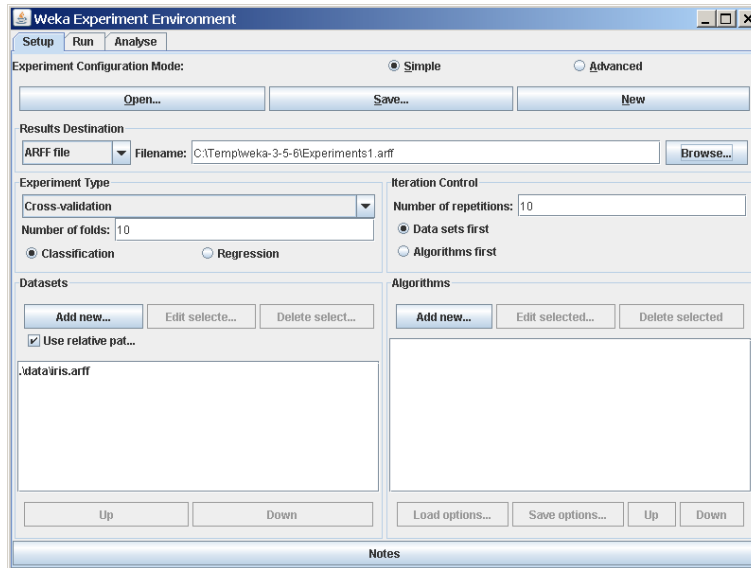 Weka Experiment Environment
Setup Run Analyse
Experiment Configuration Mode: Simple Advanced
Open... Save... New
Results Destination
ARFF file Filename: C:\Temp\weka-3-5-6\Experiments1.arff Browse...
Experiment Type
Cross-validation
Number of folds: 10
Classification Regression
Iteration Control
Number of repetitions: 10
Data sets first
Algorithms first
Datasets
Add new... Edit selecte... Delete select...
Use relative pat...
.\data\iris.arff
Up Down
Algorithms
Add new... Edit selected... Delete selected
Load options... Save options... Up Down
Notes